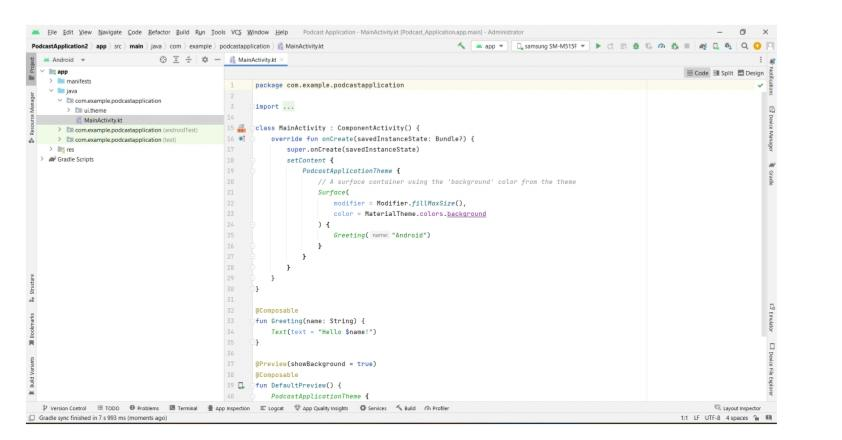 File Edit View Navigate Code Refactor Build Run Tools VCS Window Help Podcast Application - MainActivity.kt [Podcast_Application.app.main] - Administrator
PodcastApplication2 app src main java com example podcastapplication MainActivity.kt app samsung SM-M515F
Android MainActivity.kt
Code Split Design
app
manifests
java
com.example.podcastapplication
ui.theme
MainActivity.kt
com.example.podcastapplication (androidTest)
com.example.podcastapplication (test)
res
Gradle Scripts
1 package com.example.podcastapplication
2
3 import ...
14
15 class MainActivity : ComponentActivity() {
16 override fun onCreate(savedInstanceState: Bundle?) {
17 super.onCreate(savedInstanceState)
18 setContent {
19 PodcastApplicationTheme {
20 // A surface container using the 'background' color from the theme
21 Surface(
22 modifier = Modifier.fillMaxSize(),
23 color = MaterialTheme.colors.background
24 ) {
25 Greeting( name: "Android")
26 }
27 }
28 }
29 }
30 }
31
32 @Composable
33 fun Greeting(name: String) {
34 Text(text = "Hello $name!")
35 }
36
37 @Preview(showBackground = true)
38 @Composable
39 fun DefaultPreview() {
40 PodcastApplicationTheme {
Project
Resource Manager
Structure
Bookmarks
Build Variants
Notifications
Device Manager
Gradle
Emulator
Device File Explorer
Version Control TODO Problems Terminal App Inspection Logcat App Quality Insights Services Build Profiler Layout Inspector
Gradle sync finished in 7 s 993 ms (moments ago) 1:1 LF UTF-8 4 spaces